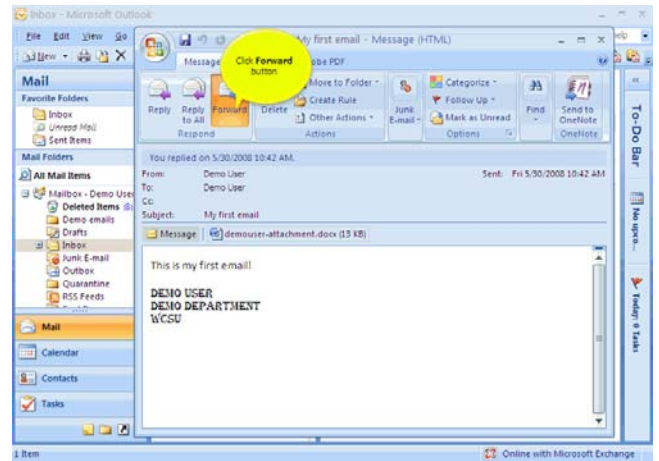 Inbox - Microsoft Outlook
File Edit View Go
New
Mail
Favorite Folders
Inbox
Unread Mail
Sent Items
Mail Folders
All Mail Items
Mailbox - Demo User
Deleted Items
Demo emails
Drafts
Inbox
Junk E-mail
Outbox
Quarantine
RSS Feeds
Mail
Calendar
Contacts
Tasks
1 Item
My first email - Message (HTML)
Message
Adobe PDF
Click Forward
button
Reply
Reply
to All
Forward
Respond
Delete
Move to Folder
Create Rule
Other Actions
Actions
Junk
E-mail
Categorize
Follow Up
Mark as Unread
Options
Find
Send to
OneNote
OneNote
You replied on 5/30/2008 10:42 AM.
From: Demo User
Sent: Fri 5/30/2008 10:42 AM
To: Demo User
Cc:
Subject: My first email
Message demouser-attachment.docx (13 KB)
This is my first email!
DEMO USER
DEMO DEPARTMENT
WCSU
To-Do Bar
No upco...
Today: 0 Tasks
Online with Microsoft Exchange